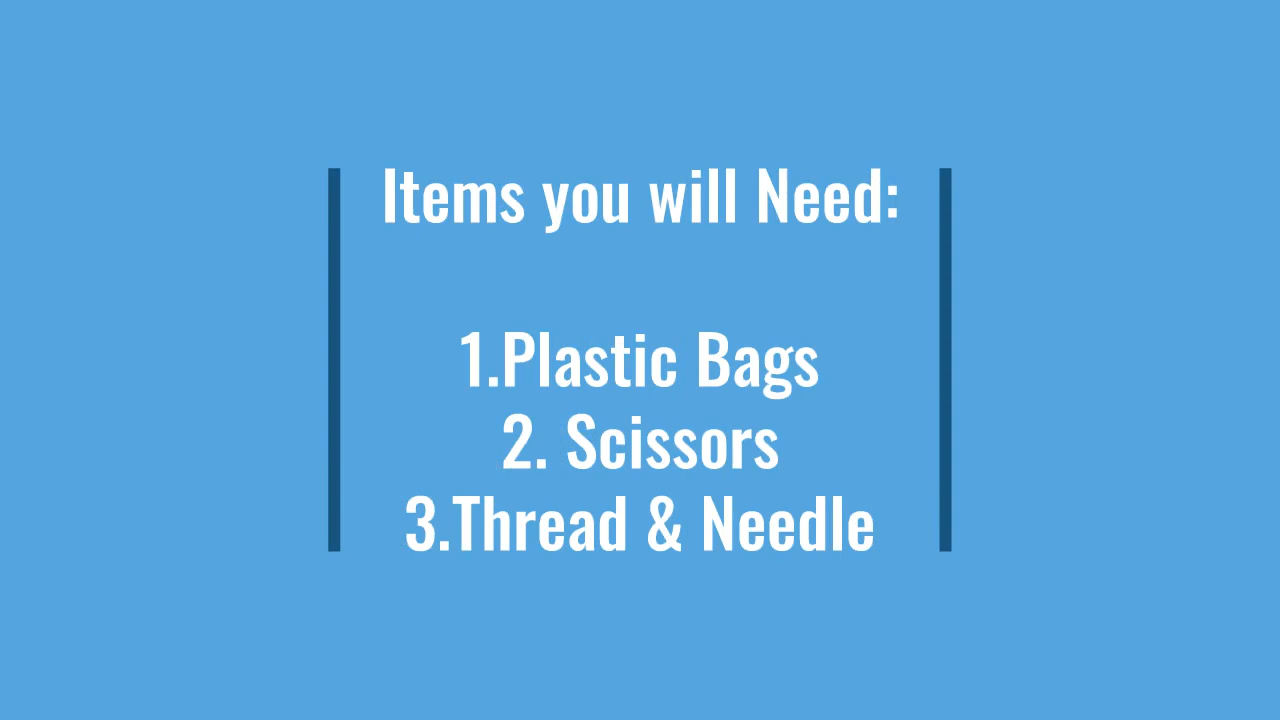 Items you will Need:
1.Plastic Bags
2. Scissors
3.Thread & Needle